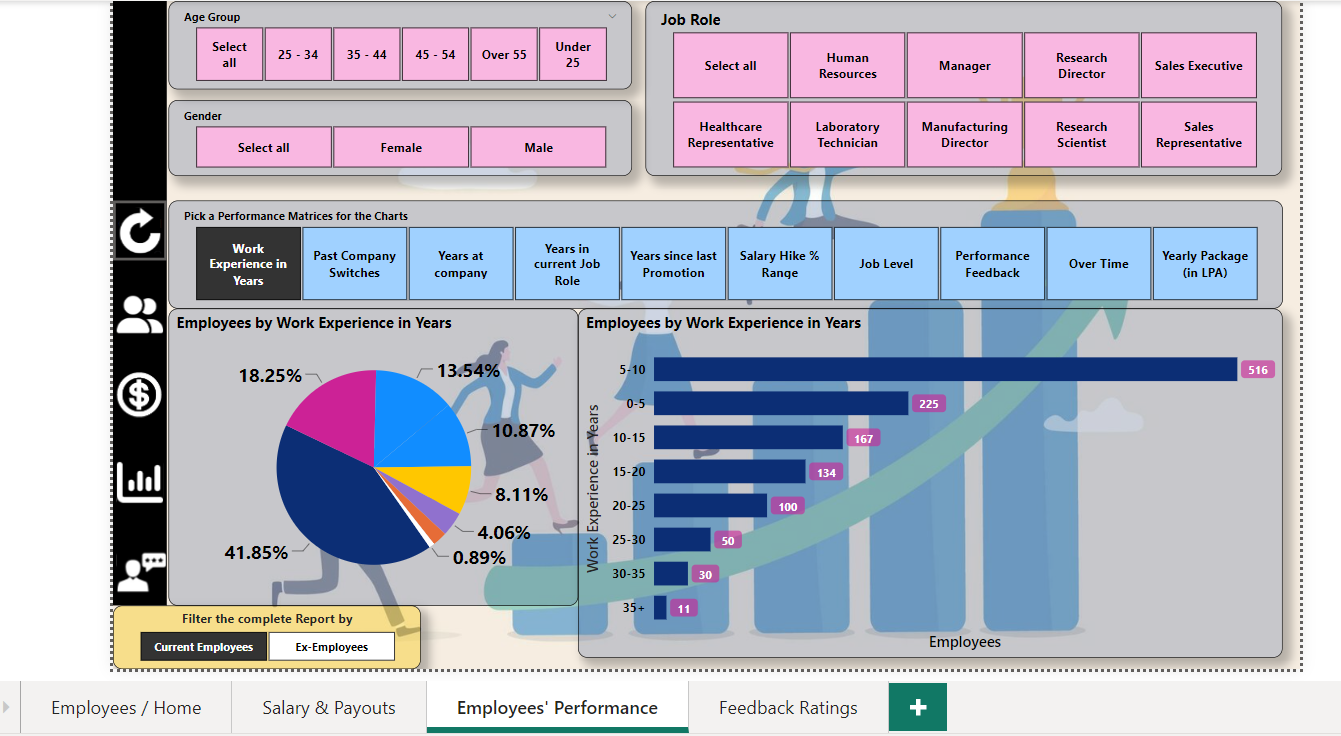 Age Group
Select
all
25 - 34
35 - 44
45 - 54
Over 55
Under
25
Gender
Select all
Female
Male
Job Role
Select all
Human
Resources
Manager
Research
Director
Sales Executive
Healthcare
Representative
Laboratory
Technician
Manufacturing
Director
Research
Scientist
Sales
Representative
Pick a Performance Matrices for the Charts
Work
Experience in
Years
Past Company
Switches
Years at
company
Years in
current Job
Role
Years since last
Promotion
Salary Hike %
Range
Job Level
Performance
Feedback
Over Time
Yearly Package
(in LPA)
Employees by Work Experience in Years
18.25%
13.54%
10.87%
8.11%
4.06%
0.89%
41.85%
Employees by Work Experience in Years
Work Experience in Years
5-10
516
0-5
225
10-15
167
15-20
134
20-25
100
25-30
50
30-35
30
35+
11
Employees
Filter the complete Report by
Current Employees
Ex-Employees
Employees / Home
Salary & Payouts
Employees' Performance
Feedback Ratings